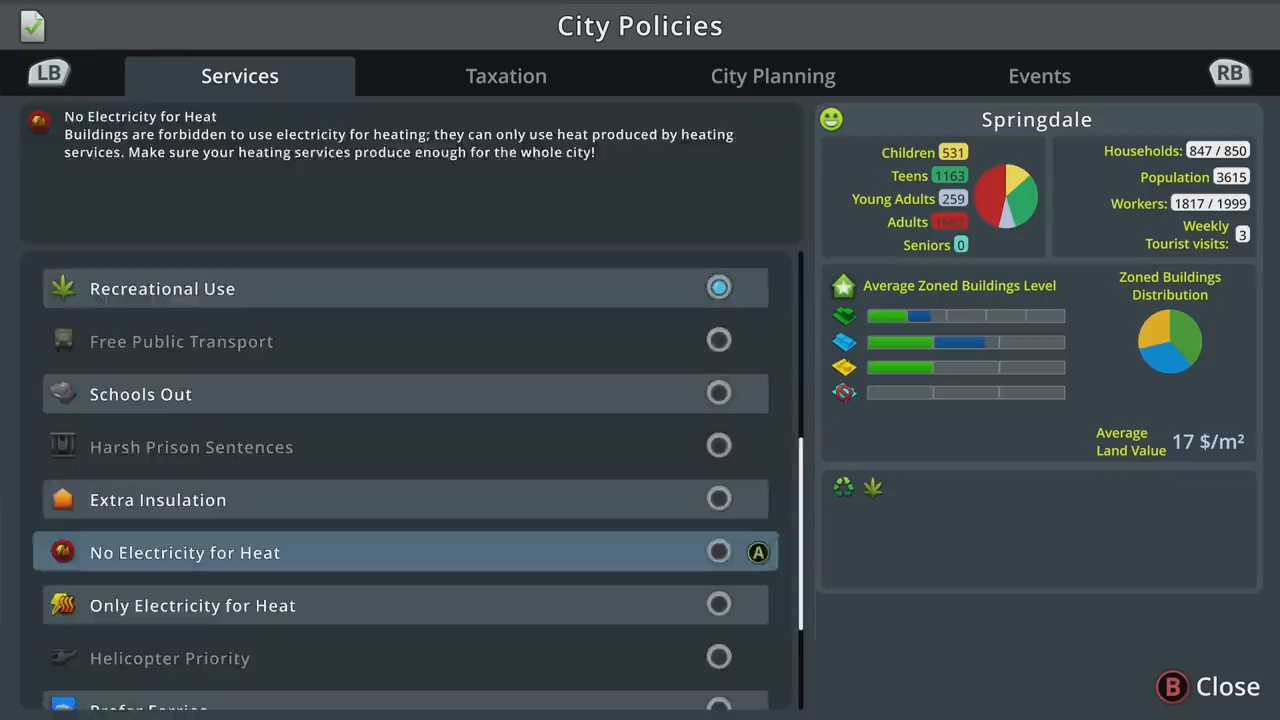 City Policies
LB
Services
Taxation
City Planning
Events
RB
No Electricity for Heat
Buildings are forbidden to use electricity for heating; they can only use heat produced by heating
services. Make sure your heating services produce enough for the whole city!
Recreational Use
Free Public Transport
Schools Out
Harsh Prison Sentences
Extra Insulation
No Electricity for Heat
A
Only Electricity for Heat
Helicopter Priority
Prefer Ferries
Springdale
Children 531
Teens 1163
Young Adults 259
Adults
Seniors 0
Households: 847 / 850
Population 3615
Workers: 1817 / 1999
Weekly
Tourist visits: 3
Average Zoned Buildings Level
Zoned Buildings
Distribution
Average
Land Value 17 $/m²
B Close